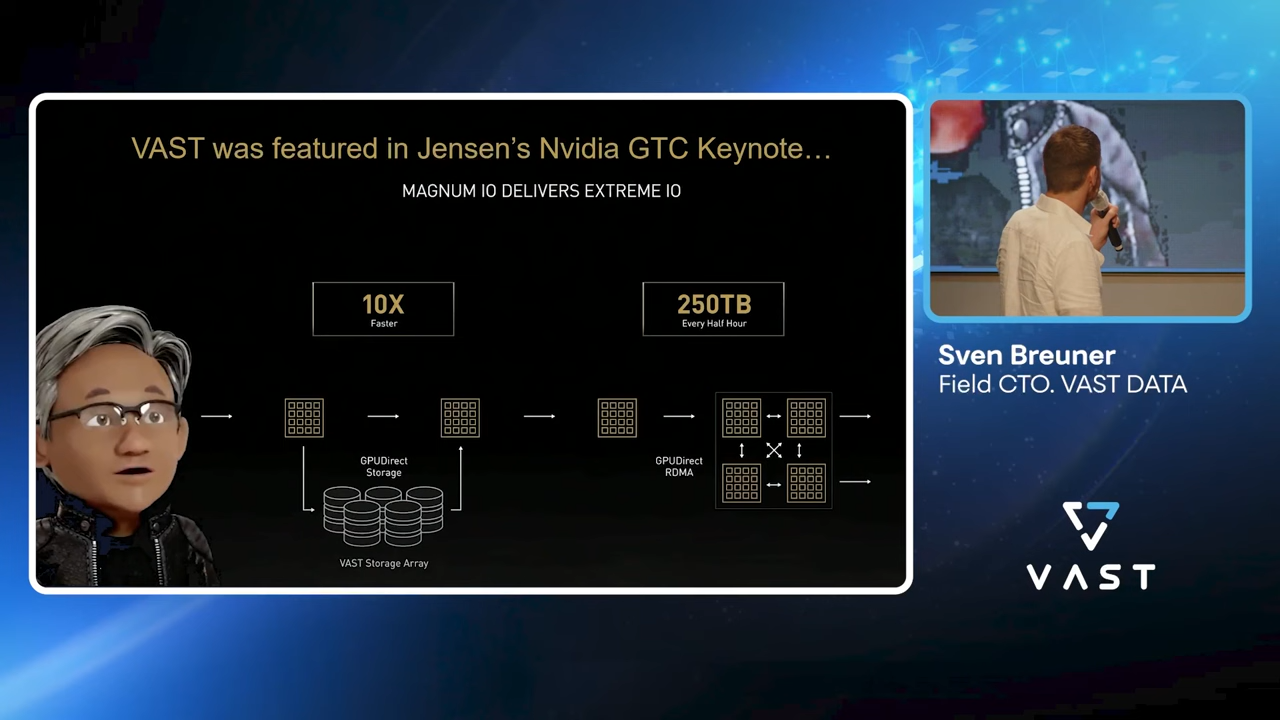 VAST was featured in Jensen's Nvidia GTC Keynote…
MAGNUM IO DELIVERS EXTREME IO
10X
Faster
250TB
Every Half Hour
GPUDirect
Storage
GPUDirect
RDMA
VAST Storage Array
Sven Breuner
Field CTO. VAST DATA
VAST